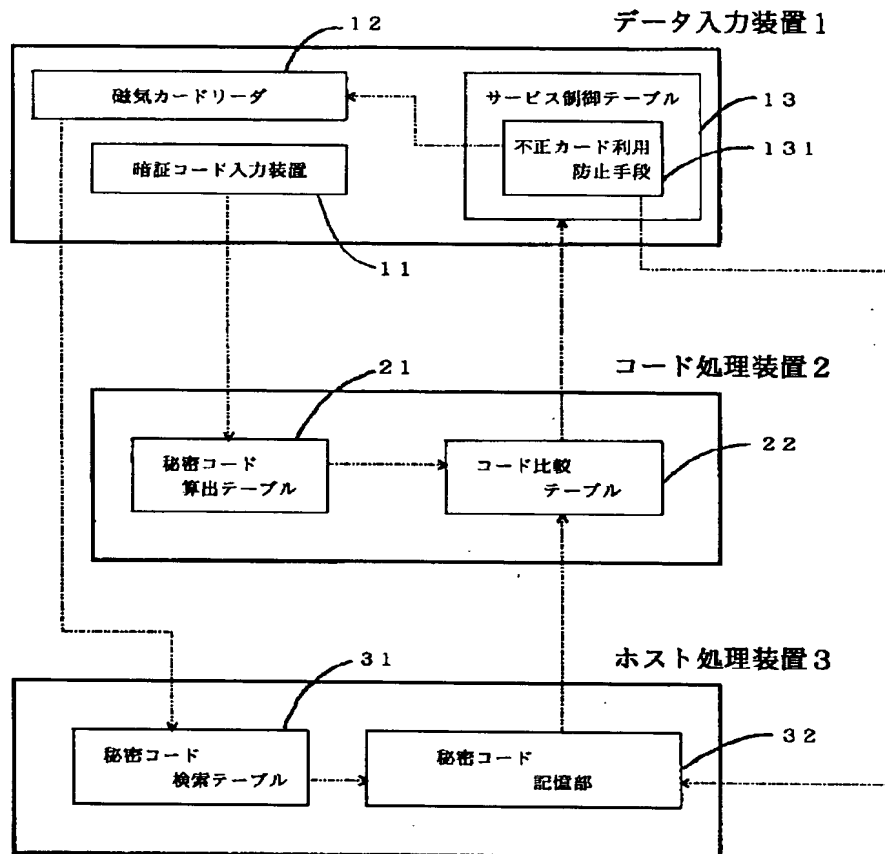 データ入力装置1
12
磁気カードリーダ
サービス制御テーブル
13
不正カード利用
防止手段
131
暗証コード入力装置
11
コード処理装置2
21
秘密コード
算出テーブル
コード比較
テーブル
22
ホスト処理装置3
31
秘密コード
検索テーブル
秘密コード
記憶部
32